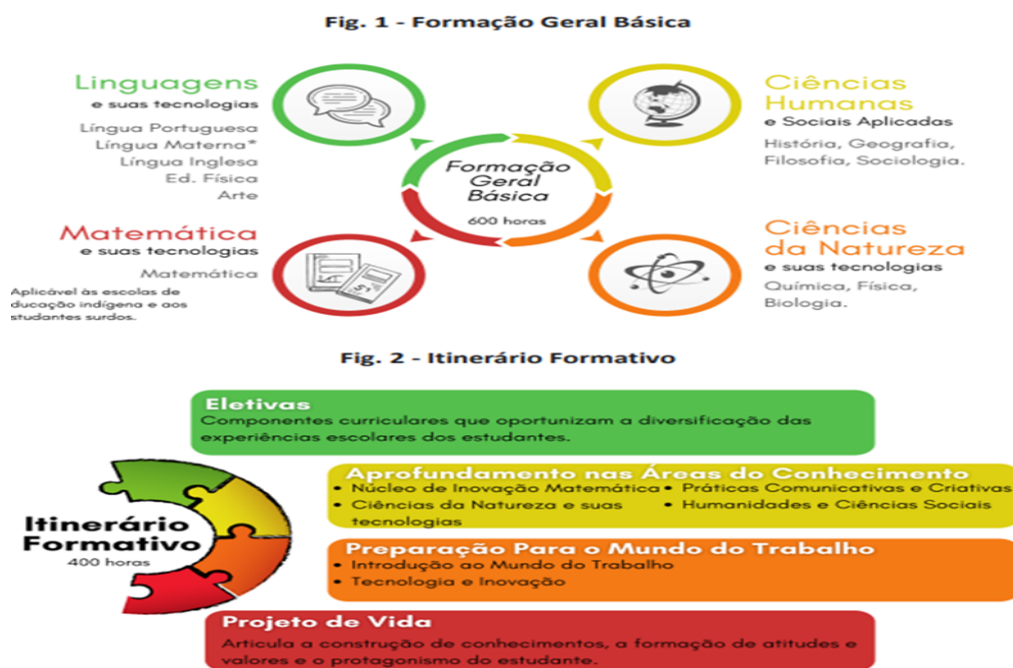 Fig. 1 - Formação Geral Básica
Linguagens
e suas tecnologias
Língua Portuguesa
Língua Materna*
Língua Inglesa
Ed. Física
Arte
Ciências
Humanas
e Sociais Aplicadas
História, Geografia,
Filosofia, Sociologia.
Formação
Geral
Básica
600 horas
Matemática
e suas tecnologias
Matemática
Aplicável às escolas de
ducação indígena e aos
studantes surdos.
Ciências
da Natureza
e suas tecnologias
Química, Física,
Biologia.
Fig. 2 - Itinerário Formativo
Eletivas
Componentes curriculares que oportunizam a diversificação das
experiências escolares dos estudantes.
Itinerário
Formativo
400 horas
Aprofundamento nas Áreas do Conhecimento
• Núcleo de Inovação Matemática
• Ciências da Natureza e suas
tecnologias
• Práticas Comunicativas e Criativas
• Humanidades e Ciências Sociais
Preparação Para o Mundo do Trabalho
• Introdução ao Mundo do Trabalho
• Tecnologia e Inovação
Projeto de Vida
Articula a construção de conhecimentos, a formação de atitudes e
valores e o protagonismo do estudante.